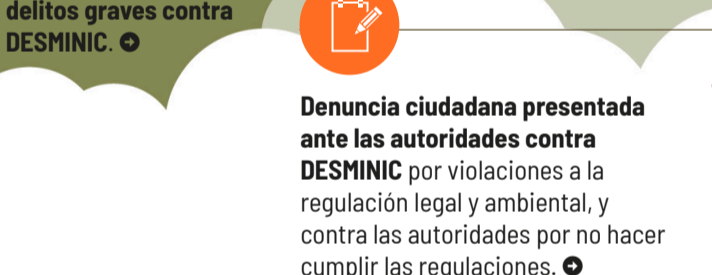 delitos graves contra
DESMINIC. ➲
Denuncia ciudadana presentada
ante las autoridades contra
DESMINIC por violaciones a la
regulación legal y ambiental, y
contra las autoridades por no hacer
cumplir las regulaciones. ➲